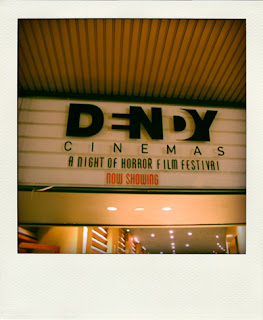 DENDY
CINEMAS
A NIGHT OF HORROR FILM FESTIVAL
NOW SHOWING